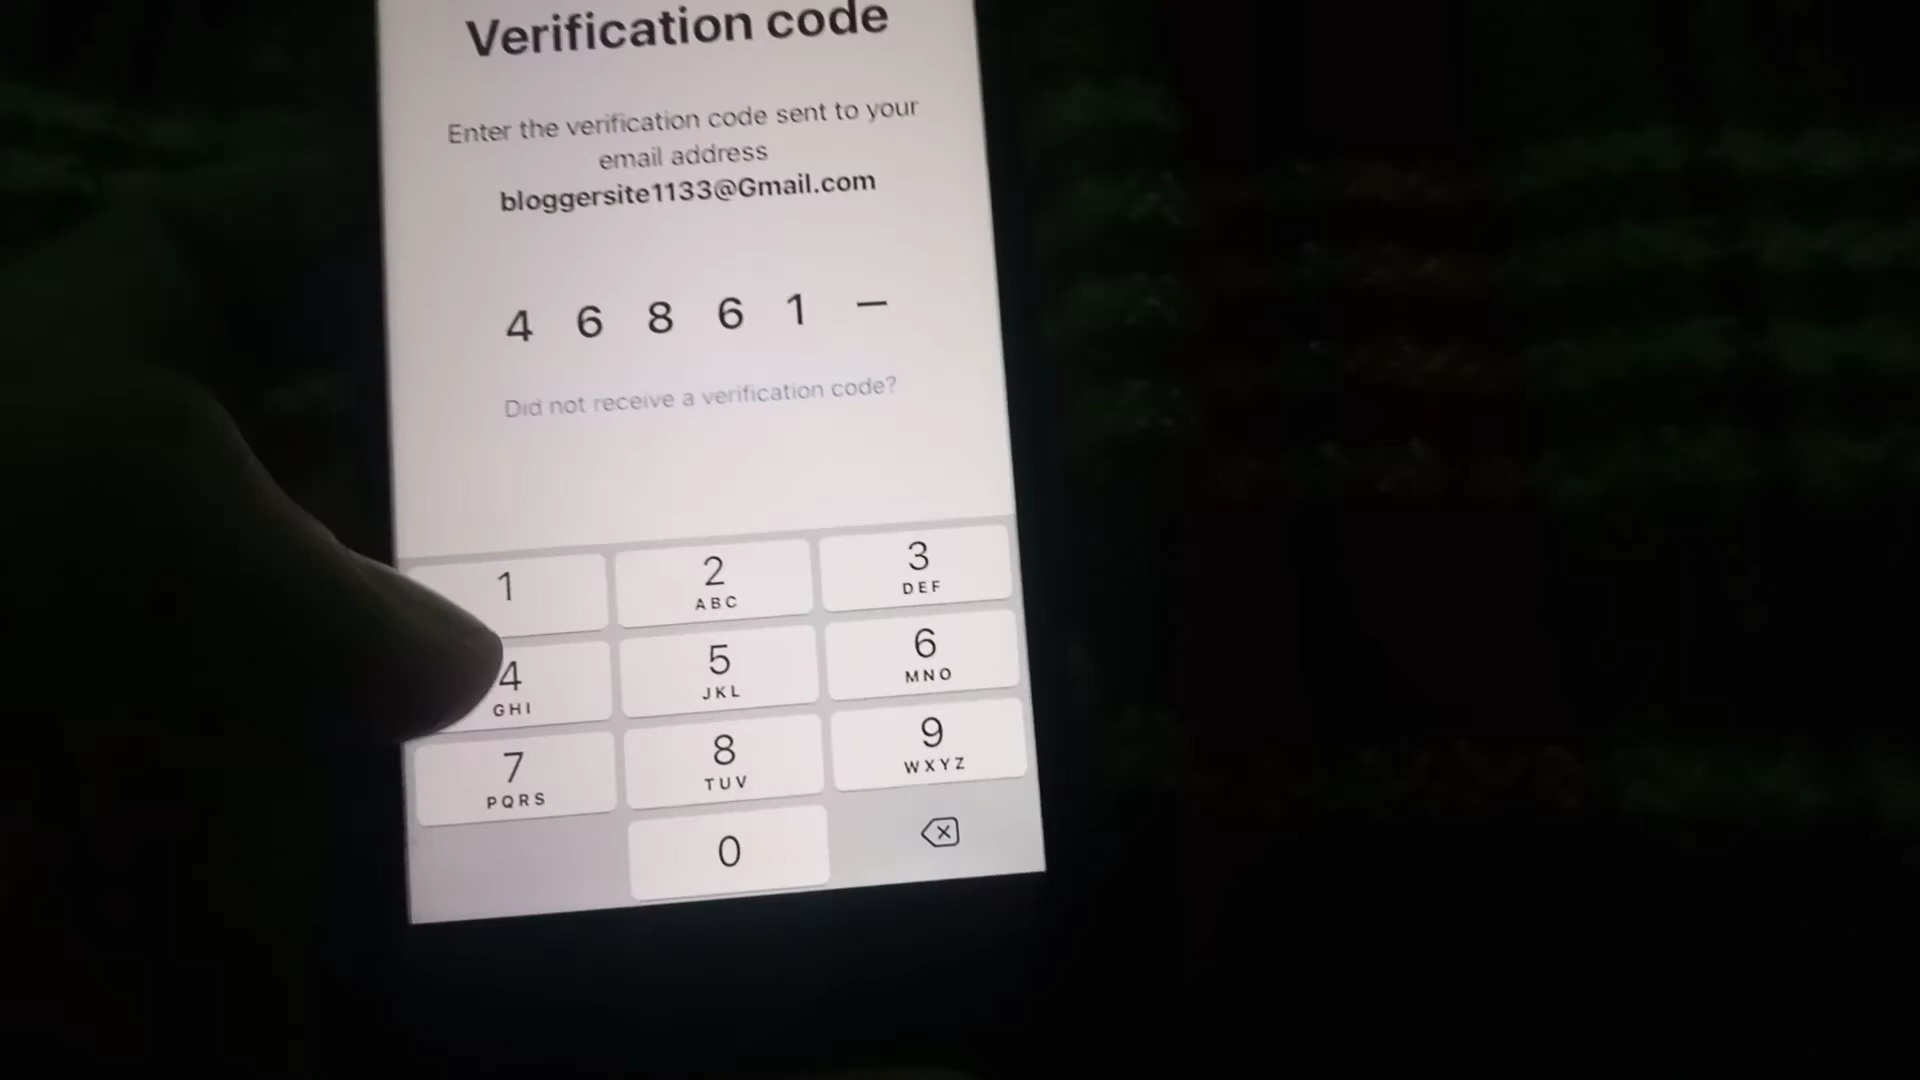 Verification code
Enter the verification code sent to your
email address
bloggersite1133@Gmail.com
4 6 8 6 1 –
Did not receive a verification code?
1
2
ABC
3
DEF
4
GHI
5
JKL
6
MNO
7
PQRS
8
TUV
9
WXYZ
0